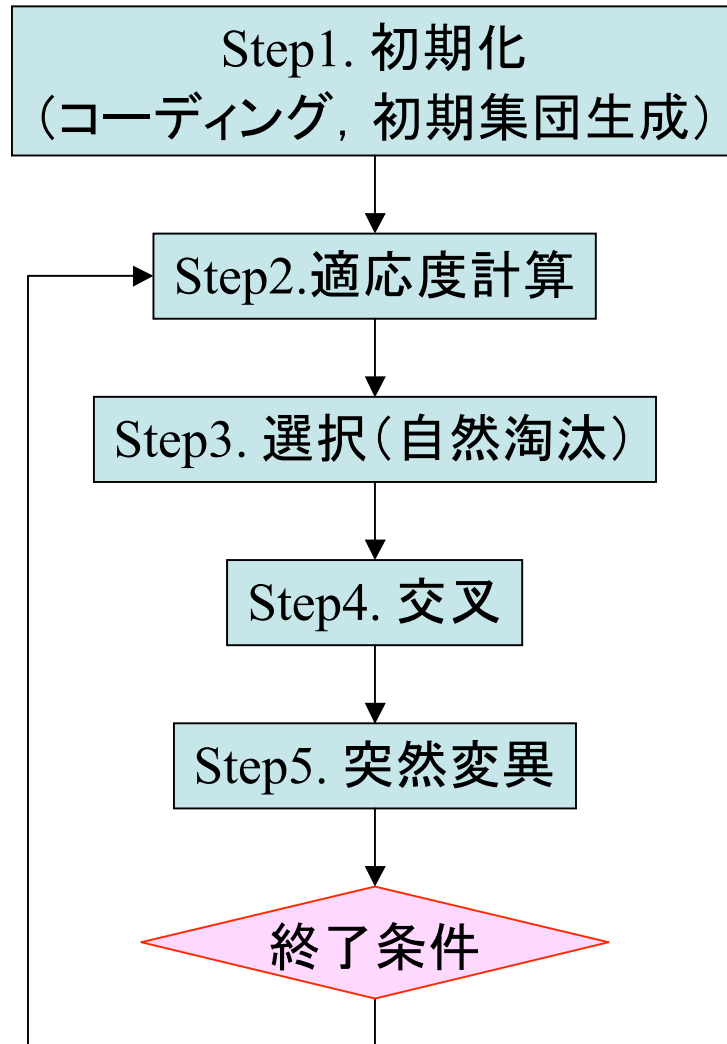 Step1. 初期化
（コーディング，初期集団生成）
Step2.適応度計算
Step3. 選択（自然淘汰）
Step4. 交叉
Step5. 突然変異
終了条件